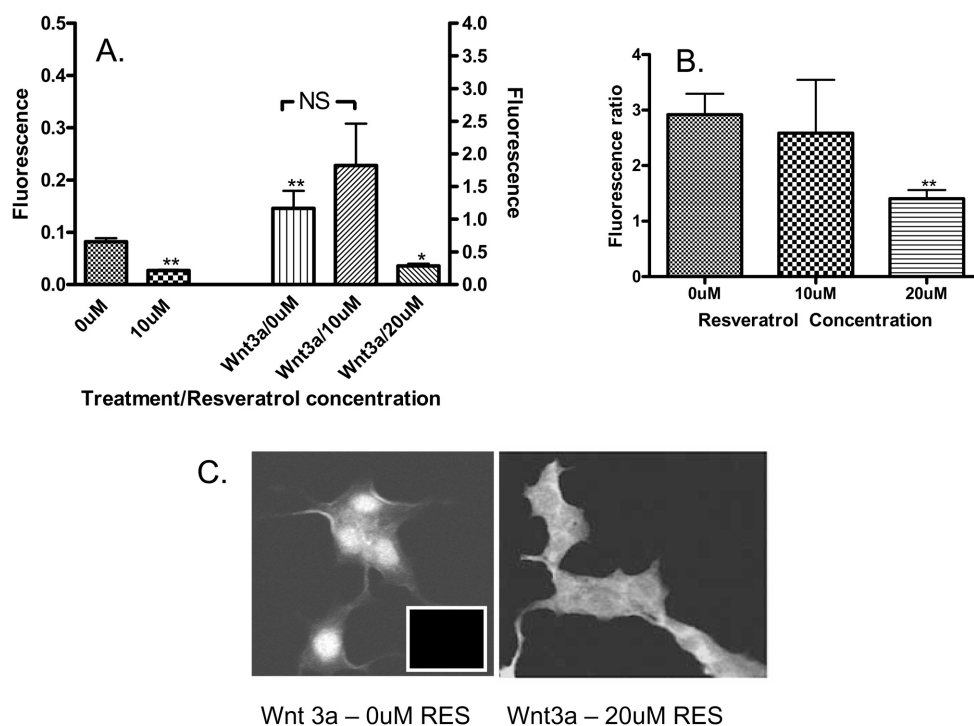 A.
0.5
0.4
0.3
0.2
0.1
0.0
Fluorescence
**
**
NS
*
4.0
3.5
3.0
2.5
2.0
1.5
1.0
0.5
0.0
Fluorescence
0uM
10uM
Wnt3a/0uM
Wnt3a/10uM
Wnt3a/20uM
Treatment/Resveratrol concentration
B.
4
3
2
1
0
Fluorescence ratio
**
0uM
10uM
20uM
Resveratrol Concentration
C.
Wnt 3a – 0uM RES
Wnt3a – 20uM RES